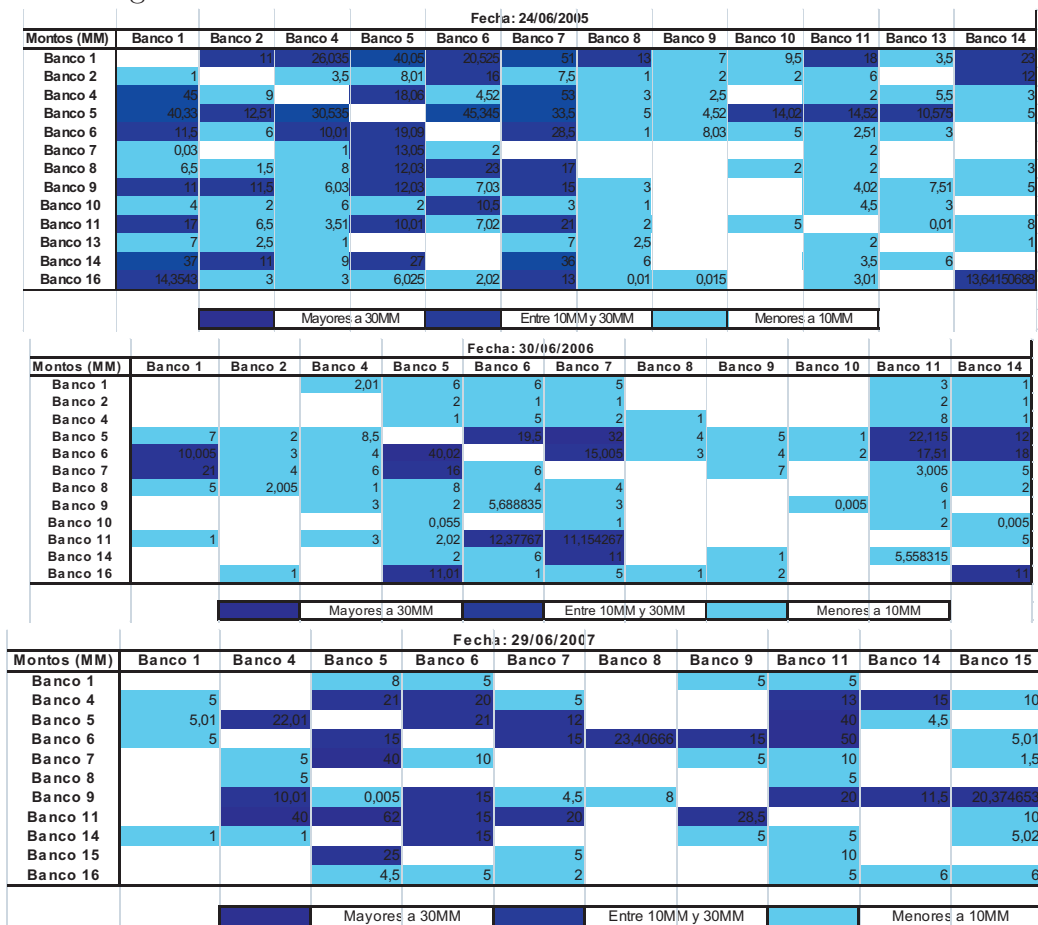 Fecha: 24/06/2005
Montos (MM) Banco 1 Banco 2 Banco 4 Banco 5 Banco 6 Banco 7 Banco 8 Banco 9 Banco 10 Banco 11 Banco 13 Banco 14
Banco 1 11 26,035 40,05 20,525 51 13 7 9,5 18 3,5 23
Banco 2 1 3,5 8,01 16 7,5 1 2 2 6 12
Banco 4 45 9 18,06 4,52 53 3 2,5 2 5,5 3
Banco 5 40,33 12,51 30,535 45,345 33,5 5 4,52 14,02 14,52 10,575 5
Banco 6 11,5 6 10,01 19,09 28,5 1 8,03 5 2,51 3
Banco 7 0,03 1 13,05 2 2
Banco 8 6,5 1,5 8 12,03 23 17 2 2 3
Banco 9 11 11,5 6,03 12,03 7,03 15 3 4,02 7,51 5
Banco 10 4 2 6 2 10,5 3 1 4,5 3
Banco 11 17 6,5 3,51 10,01 7,02 21 2 5 0,01 8
Banco 13 7 2,5 1 7 2,5 2 1
Banco 14 37 11 9 27 36 6 3,5 6
Banco 16 14,3543 3 3 6,025 2,02 13 0,01 0,015 3,01 13,64150688
Mayores a 30MM Entre 10MM y 30MM Menores a 10MM
Fecha: 30/06/2006
Montos (MM) Banco 1 Banco 2 Banco 4 Banco 5 Banco 6 Banco 7 Banco 8 Banco 9 Banco 10 Banco 11 Banco 14
Banco 1 2,01 6 6 5 3 1
Banco 2 2 1 1 2 1
Banco 4 1 5 2 1 8 1
Banco 5 7 2 8,5 19,5 32 4 5 1 22,115 12
Banco 6 10,005 3 4 40,02 15,005 3 4 2 17,51 18
Banco 7 21 4 6 16 6 7 3,005 5
Banco 8 5 2,005 1 8 4 4 6 2
Banco 9 3 2 5,688835 3 0,005 1
Banco 10 0,055 1 2 0,005
Banco 11 1 3 2,02 12,37767 11,154267 5
Banco 14 2 6 11 1 5,558315
Banco 16 1 11,01 1 5 1 2 11
Mayores a 30MM Entre 10MM y 30MM Menores a 10MM
Fecha: 29/06/2007
Montos (MM) Banco 1 Banco 4 Banco 5 Banco 6 Banco 7 Banco 8 Banco 9 Banco 11 Banco 14 Banco 15
Banco 1 8 5 5 5
Banco 4 5 21 20 5 13 15 10
Banco 5 5,01 22,01 21 12 40 4,5
Banco 6 5 15 15 23,40666 15 50 5,01
Banco 7 5 40 10 5 10 1,5
Banco 8 5 5
Banco 9 10,01 0,005 15 4,5 8 20 11,5 20,374653
Banco 11 40 62 15 20 28,5 10
Banco 14 1 1 15 5 5 5,02
Banco 15 25 5 10
Banco 16 4,5 5 2 5 6 6
Mayores a 30MM Entre 10MM y 30MM Menores a 10MM